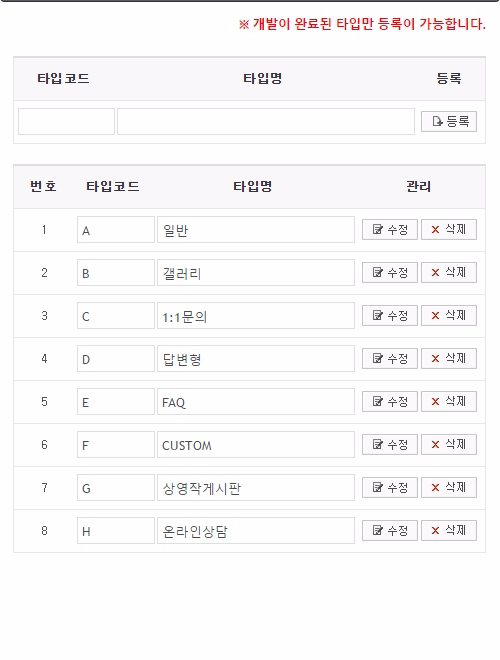 ※ 개발이 완료된 타입만 등록이 가능합니다.
타입코드 타입명 등록
등록
번호 타입코드 타입명 관리
1 A 일반 수정 삭제
2 B 갤러리 수정 삭제
3 C 1:1문의 수정 삭제
4 D 답변형 수정 삭제
5 E FAQ 수정 삭제
6 F CUSTOM 수정 삭제
7 G 상영작게시판 수정 삭제
8 H 온라인상담 수정 삭제